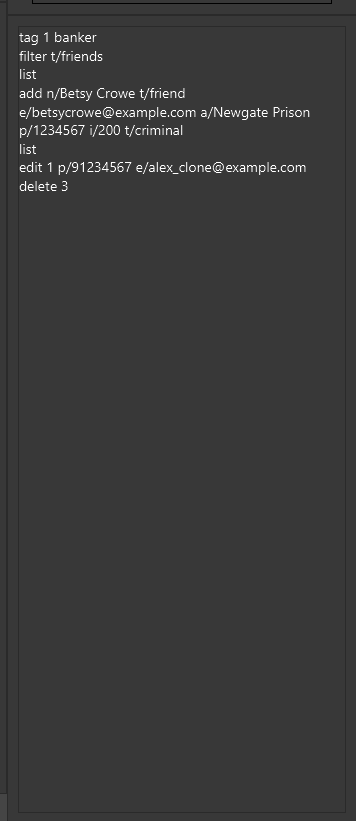 tag 1 banker
filter t/friends
list
add n/Betsy Crowe t/friend
e/betsycrowe@example.com a/Newgate Prison
p/1234567 i/200 t/criminal
list
edit 1 p/91234567 e/alex_clone@example.com
delete 3